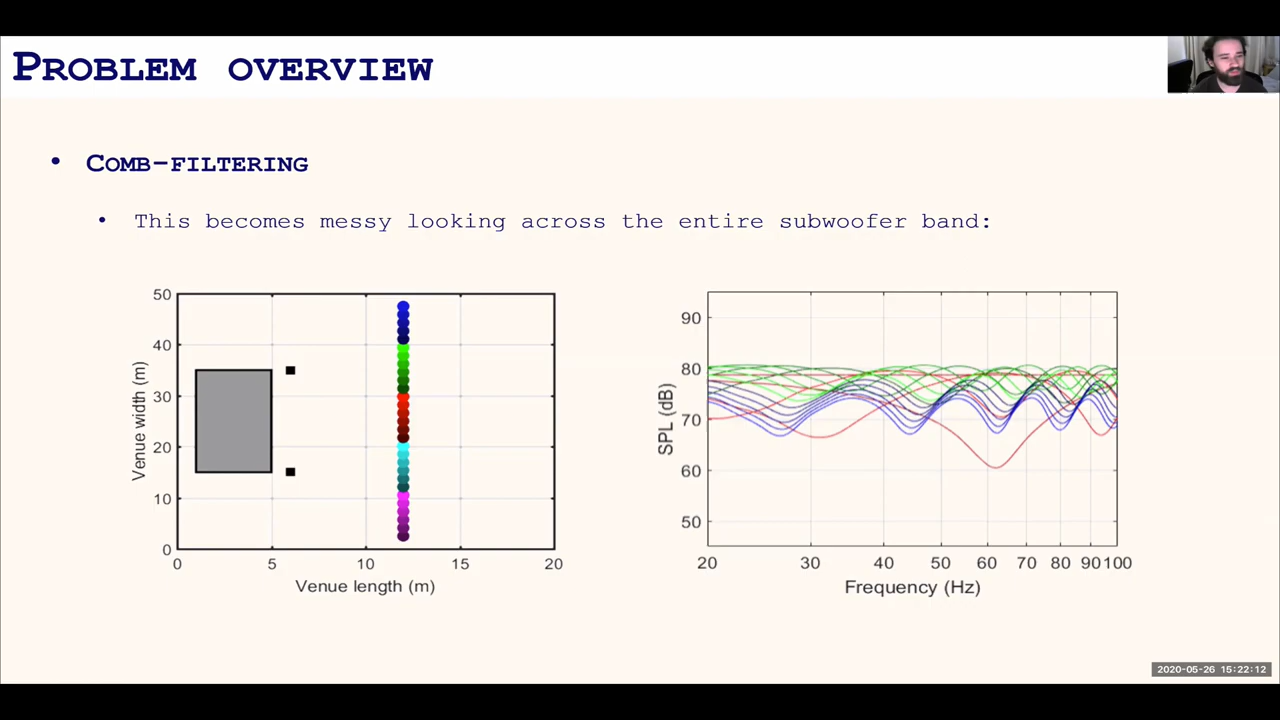 PROBLEM OVERVIEW
• COMB-FILTERING
• This becomes messy looking across the entire subwoofer band:
50
40
30
20
10
0
Venue width (m)
0 5 10 15 20
Venue length (m)
90
80
70
60
50
SPL (dB)
20 30 40 50 60 70 80 90 100
Frequency (Hz)
2020-05-26 15:22:12